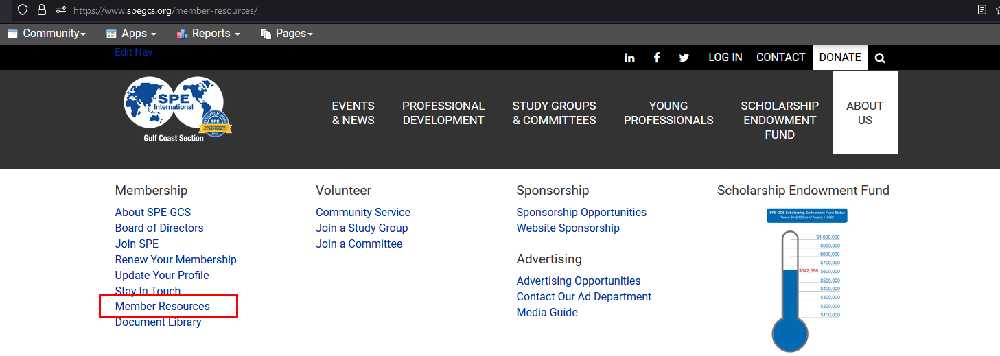 https://www.spegcs.org/member-resources/
Community Apps Reports Pages
Edit Nav
LOG IN CONTACT DONATE
SPE
International
PRESIDENTIAL AWARD
SPE
OUTSTANDING
SECTION
2022
Gulf Coast Section
EVENTS
& NEWS
PROFESSIONAL
DEVELOPMENT
STUDY GROUPS
& COMMITTEES
YOUNG
PROFESSIONALS
SCHOLARSHIP
ENDOWMENT
FUND
ABOUT
US
Membership
About SPE-GCS
Board of Directors
Join SPE
Renew Your Membership
Update Your Profile
Stay In Touch
Member Resources
Document Library
Volunteer
Community Service
Join a Study Group
Join a Committee
Sponsorship
Sponsorship Opportunities
Website Sponsorship
Advertising
Advertising Opportunities
Contact Our Ad Department
Media Guide
Scholarship Endowment Fund
SPE-GCS Scholarship Endowment Fund Status
Raised $642,688 as of August 1, 2022
$1,000,000
$900,000
$800,000
$700,000
$642,688
$600,000
$500,000
$400,000
$300,000
$200,000
$100,000